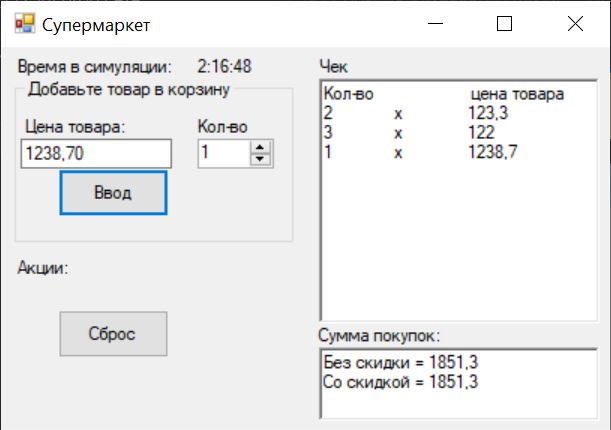 Супермаркет
Время в симуляции: 2:16:48
Добавьте товар в корзину
Цена товара: Кол-во
1238,70 1
Ввод
Акции:
Сброс
Чек
Кол-во цена товара
2 x 123,3
3 x 122
1 x 1238,7
Сумма покупок:
Без скидки = 1851,3
Со скидкой = 1851,3